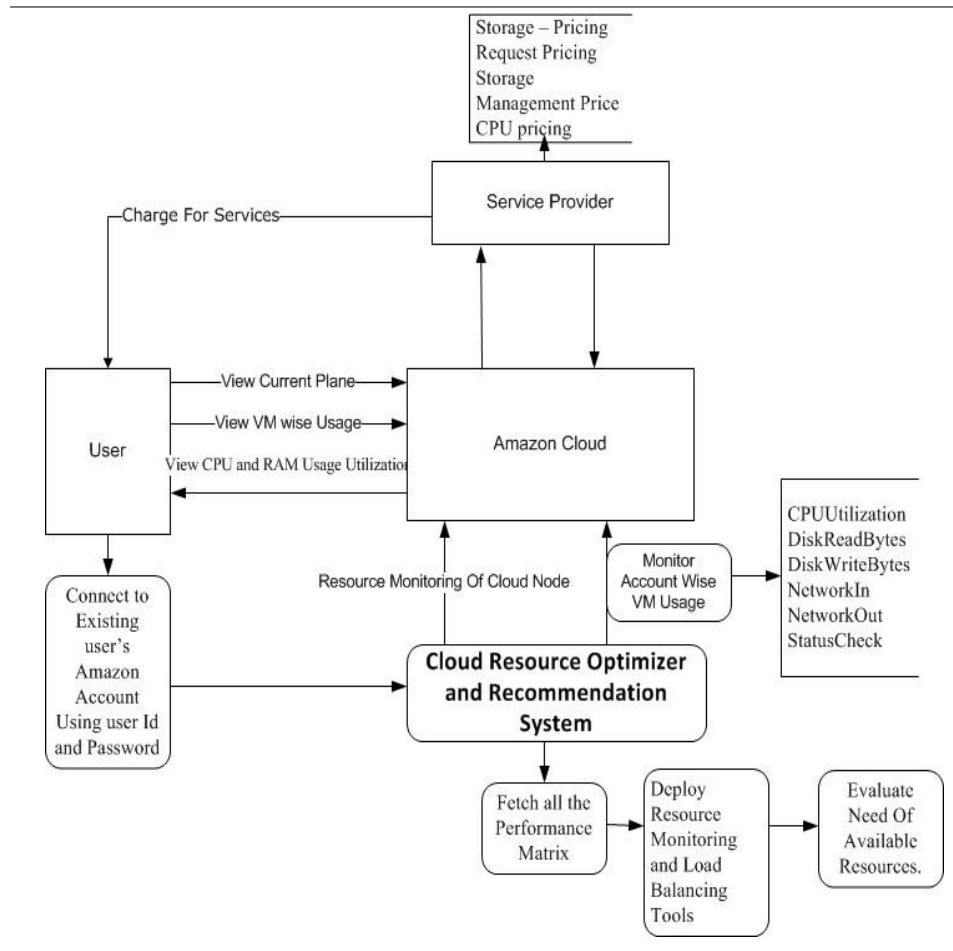 Storage – Pricing
Request Pricing
Storage
Management Price
CPU pricing
Service Provider
Charge For Services
View Current Plane
View VM wise Usage
View CPU and RAM Usage Utilization
User
Amazon Cloud
CPUUtilization
DiskReadBytes
DiskWriteBytes
NetworkIn
NetworkOut
StatusCheck
Monitor
Account Wise
VM Usage
Resource Monitoring Of Cloud Node
Connect to
Existing
user’s
Amazon
Account
Using user Id
and Password
Cloud Resource Optimizer
and Recommendation
System
Fetch all the
Performance
Matrix
Deploy
Resource
Monitoring
and Load
Balancing
Tools
Evaluate
Need Of
Available
Resources.